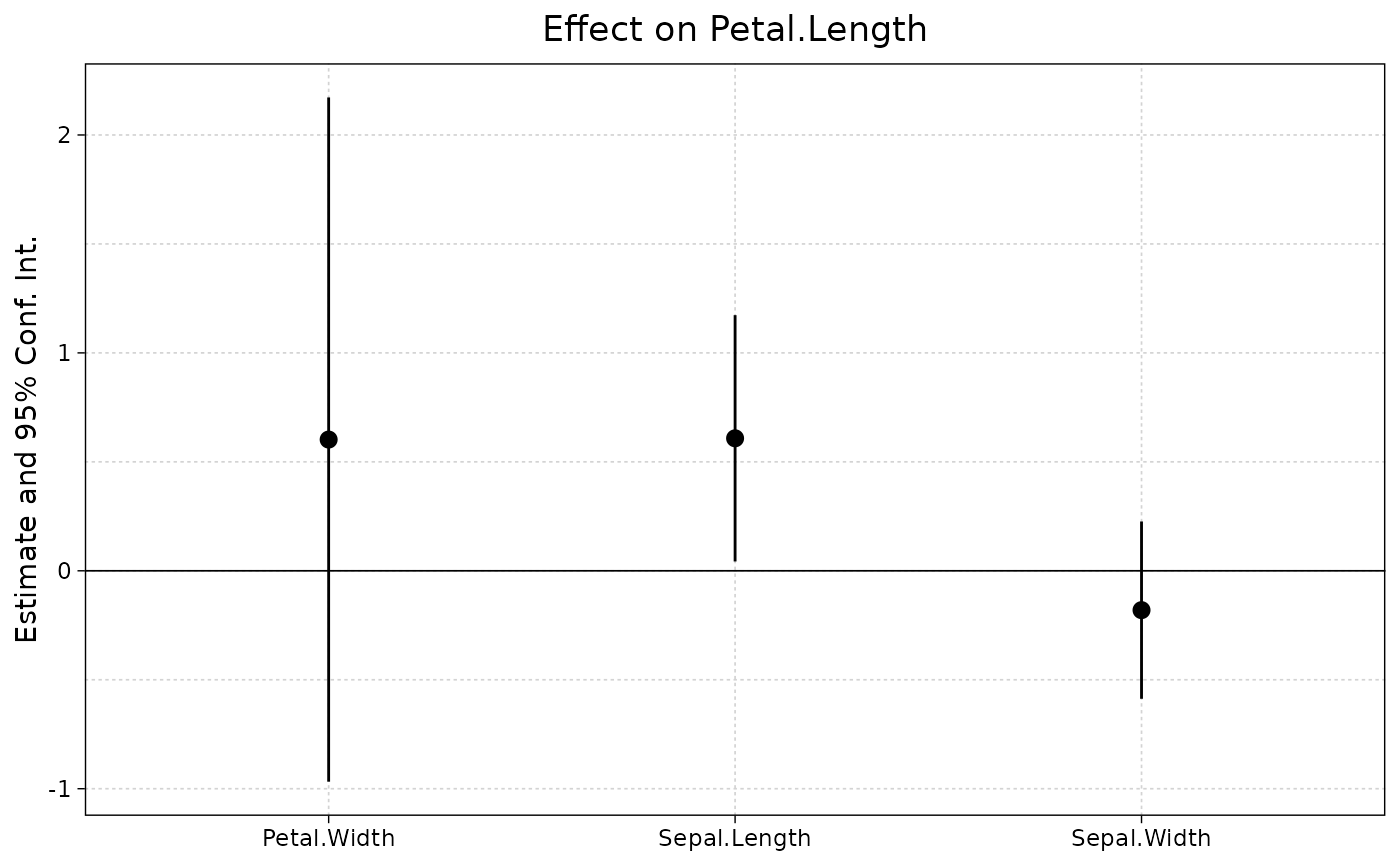 Effect on Petal.Length
Estimate and 95% Conf. Int.
2
1
0
-1
Petal.Width
Sepal.Length
Sepal.Width